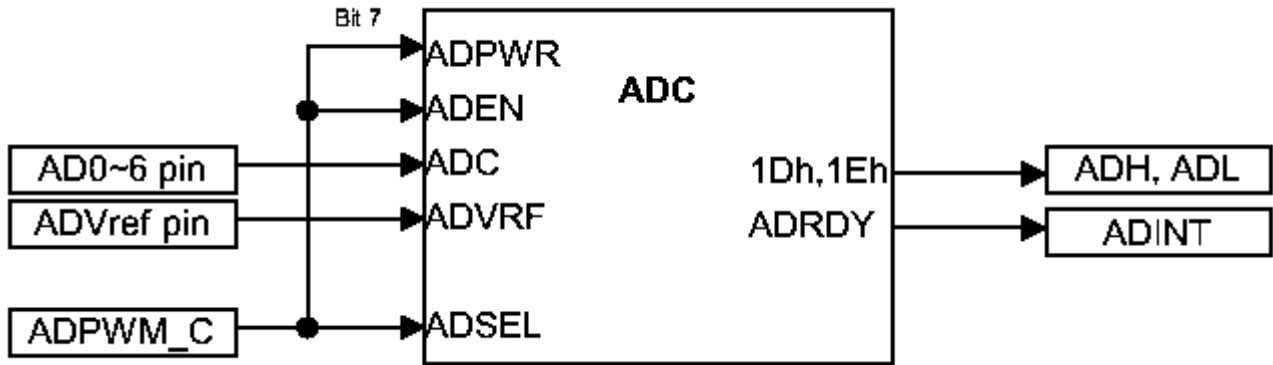 Bit 7
ADPWR
ADC
ADEN
AD0~6 pin
ADC
1Dh,1Eh
ADH, ADL
ADVref pin
ADVRF
ADRDY
ADINT
ADPWM_C
ADSEL